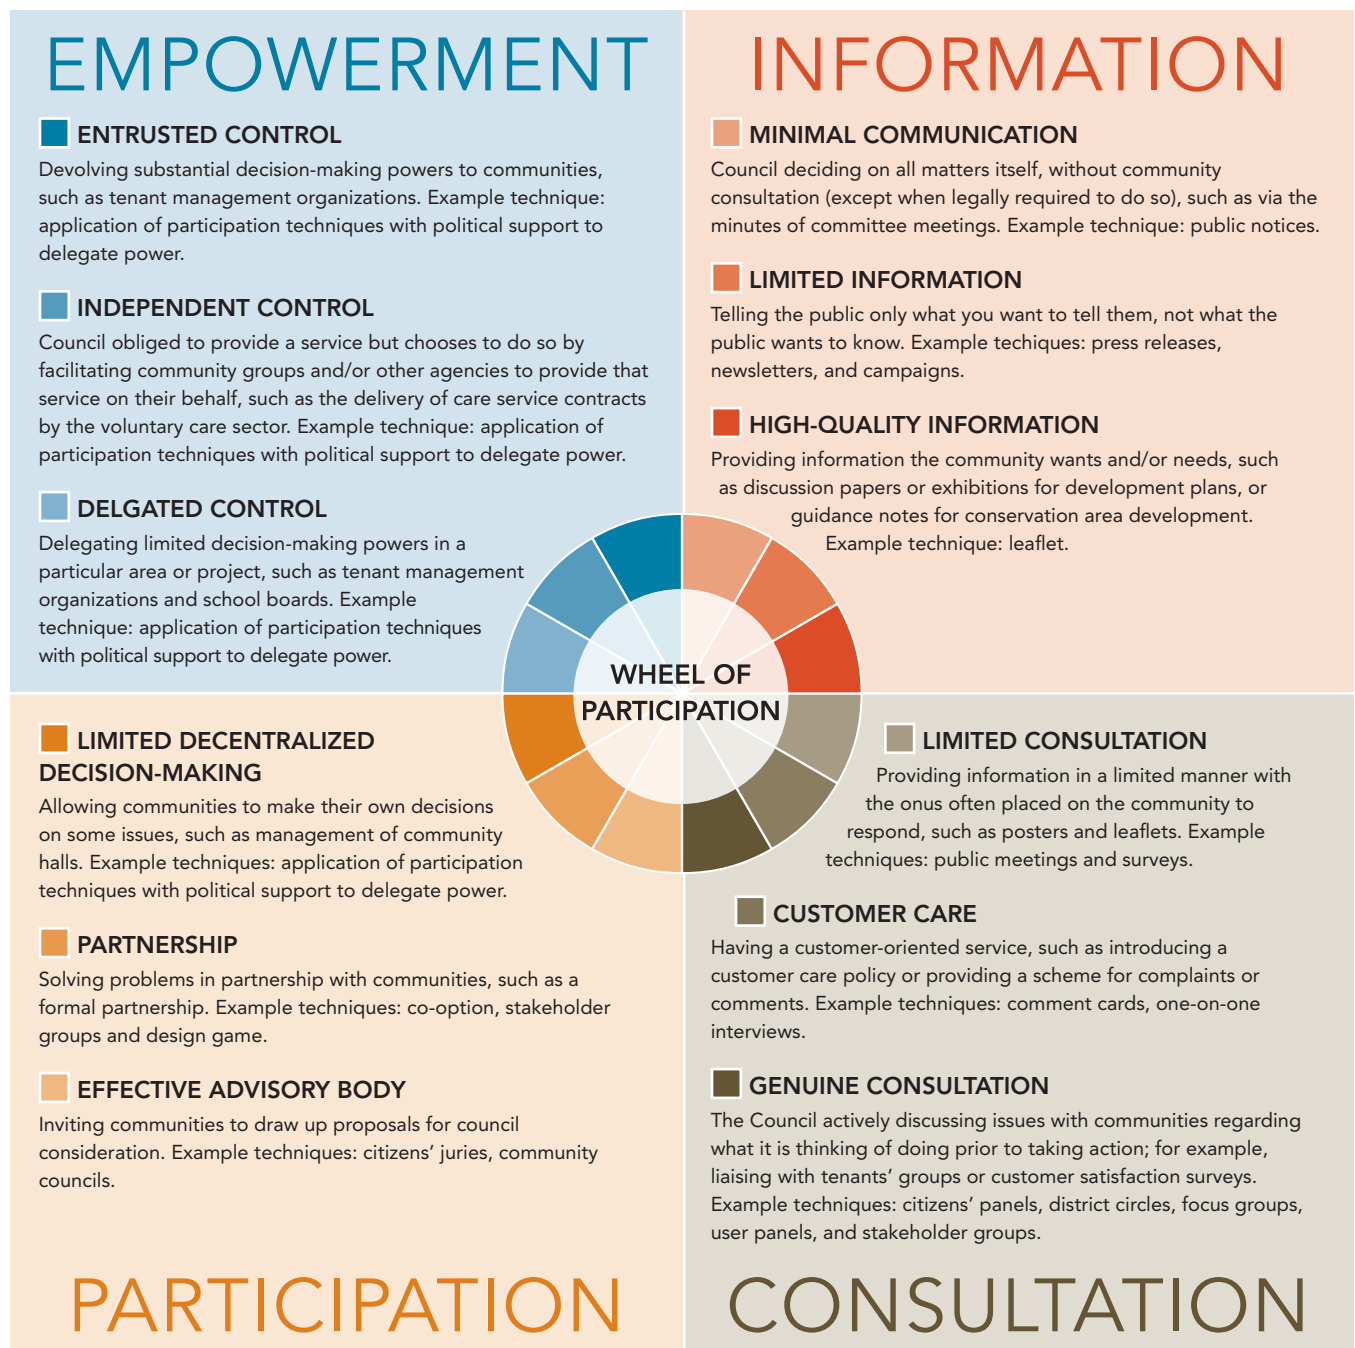 EMPOWERMENT
ENTRUSTED CONTROL
Devolving substantial decision-making powers to communities,
such as tenant management organizations. Example technique:
application of participation techniques with political support to
delegate power.
INDEPENDENT CONTROL
Council obliged to provide a service but chooses to do so by
facilitating community groups and/or other agencies to provide that
service on their behalf, such as the delivery of care service contracts
by the voluntary care sector. Example technique: application of
participation techniques with political support to delegate power.
DELGATED CONTROL
Delegating limited decision-making powers in a
particular area or project, such as tenant management
organizations and school boards. Example
technique: application of participation techniques
with political support to delegate power.
INFORMATION
MINIMAL COMMUNICATION
Council deciding on all matters itself, without community
consultation (except when legally required to do so), such as via the
minutes of committee meetings. Example technique: public notices.
LIMITED INFORMATION
Telling the public only what you want to tell them, not what the
public wants to know. Example techiques: press releases,
newsletters, and campaigns.
HIGH-QUALITY INFORMATION
Providing information the community wants and/or needs, such
as discussion papers or exhibitions for development plans, or
guidance notes for conservation area development.
Example technique: leaflet.
WHEEL OF
PARTICIPATION
LIMITED DECENTRALIZED
DECISION-MAKING
Allowing communities to make their own decisions
on some issues, such as management of community
halls. Example techniques: application of participation
techniques with political support to delegate power.
PARTNERSHIP
Solving problems in partnership with communities, such as a
formal partnership. Example techniques: co-option, stakeholder
groups and design game.
EFFECTIVE ADVISORY BODY
Inviting communities to draw up proposals for council
consideration. Example techniques: citizens’ juries, community
councils.
PARTICIPATION
LIMITED CONSULTATION
Providing information in a limited manner with
the onus often placed on the community to
respond, such as posters and leaflets. Example
techniques: public meetings and surveys.
CUSTOMER CARE
Having a customer-oriented service, such as introducing a
customer care policy or providing a scheme for complaints or
comments. Example techniques: comment cards, one-on-one
interviews.
GENUINE CONSULTATION
The Council actively discussing issues with communities regarding
what it is thinking of doing prior to taking action; for example,
liaising with tenants’ groups or customer satisfaction surveys.
Example techniques: citizens’ panels, district circles, focus groups,
user panels, and stakeholder groups.
CONSULTATION